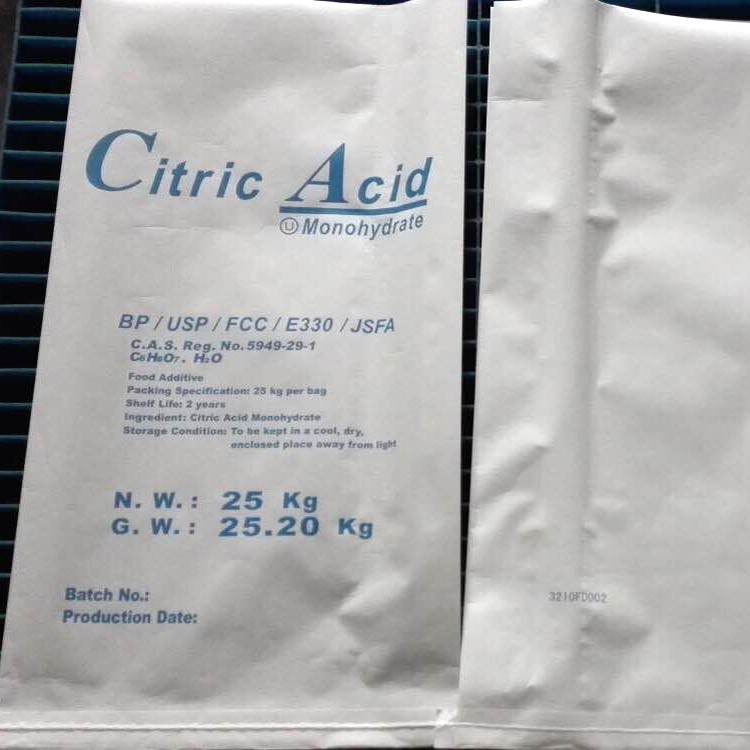 Citric Acid
Ⓤ Monohydrate
BP / USP / FCC / E330 / JSFA
C.A.S. Reg. No. 5949-29-1
C₆H₈O₇ . H₂O
Food Additive
Packing Specification: 25 kg per bag
Shelf Life: 2 years
Ingredient: Citric Acid Monohydrate
Storage Condition: To be kept in a cool, dry,
enclosed place away from light
N. W. : 25 Kg
G. W. : 25.20 Kg
Batch No.:
Production Date:
3210FD002